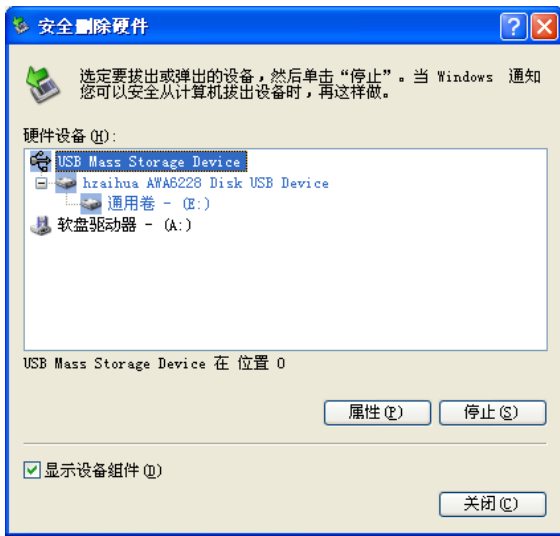 安全删除硬件
选定要拔出或弹出的设备，然后单击“停止”。当 Windows 通知
您可以安全从计算机拔出设备时，再这样做。
硬件设备(H):
USB Mass Storage Device
hzaihua AWA6228 Disk USB Device
通用卷 - (E:)
软盘驱动器 - (A:)
USB Mass Storage Device 在 位置 0
属性(P) 停止(S)
显示设备组件(D)
关闭(C)